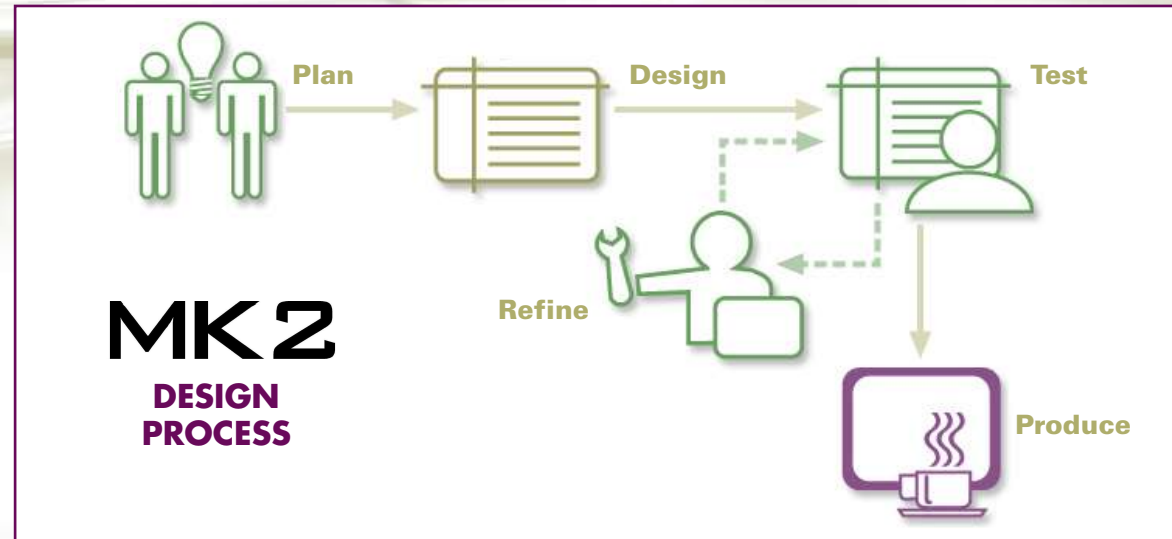 Plan
Design
Test
Refine
MK2
DESIGN
PROCESS
Produce